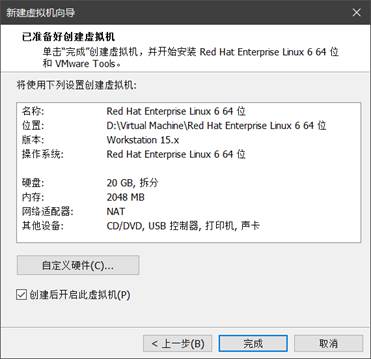 新建虚拟机向导
已准备好创建虚拟机
单击“完成”创建虚拟机，并开始安装 Red Hat Enterprise Linux 6 64 位
和 VMware Tools。
将使用下列设置创建虚拟机:
名称: Red Hat Enterprise Linux 6 64 位
位置: D:\Virtual Machine\Red Hat Enterprise Linux 6 64 位
版本: Workstation 15.x
操作系统: Red Hat Enterprise Linux 6 64 位
硬盘: 20 GB, 拆分
内存: 2048 MB
网络适配器: NAT
其他设备: CD/DVD, USB 控制器, 打印机, 声卡
自定义硬件(C)...
创建后开启此虚拟机(P)
< 上一步(B) 完成 取消